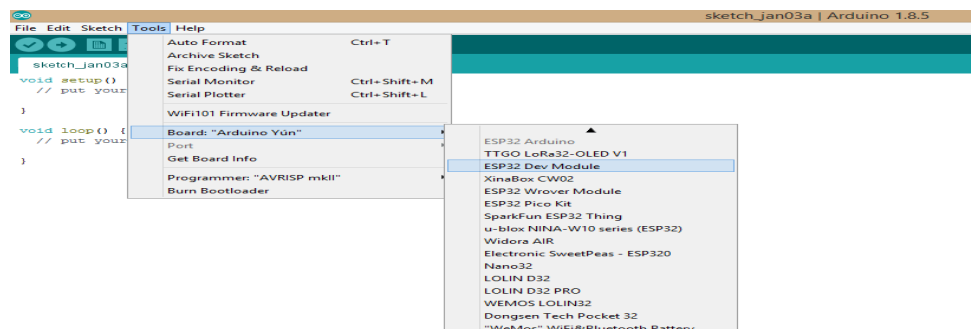 sketch_jan03a | Arduino 1.8.5
File Edit Sketch Tools Help
sketch_jan03a
void setup()
// put your
}
void loop() {
// put your
}
Auto Format Ctrl+T
Archive Sketch
Fix Encoding & Reload
Serial Monitor Ctrl+Shift+M
Serial Plotter Ctrl+Shift+L
WiFi101 Firmware Updater
Board: "Arduino Yún"
Port
Get Board Info
Programmer: "AVRISP mkII"
Burn Bootloader
ESP32 Arduino
TTGO LoRa32-OLED V1
ESP32 Dev Module
XinaBox CW02
ESP32 Wrover Module
ESP32 Pico Kit
SparkFun ESP32 Thing
u-blox NINA-W10 series (ESP32)
Widora AIR
Electronic SweetPeas - ESP320
Nano32
LOLIN D32
LOLIN D32 PRO
WEMOS LOLIN32
Dongsen Tech Pocket 32
"WeMos" WiFi&Bluetooth Battery